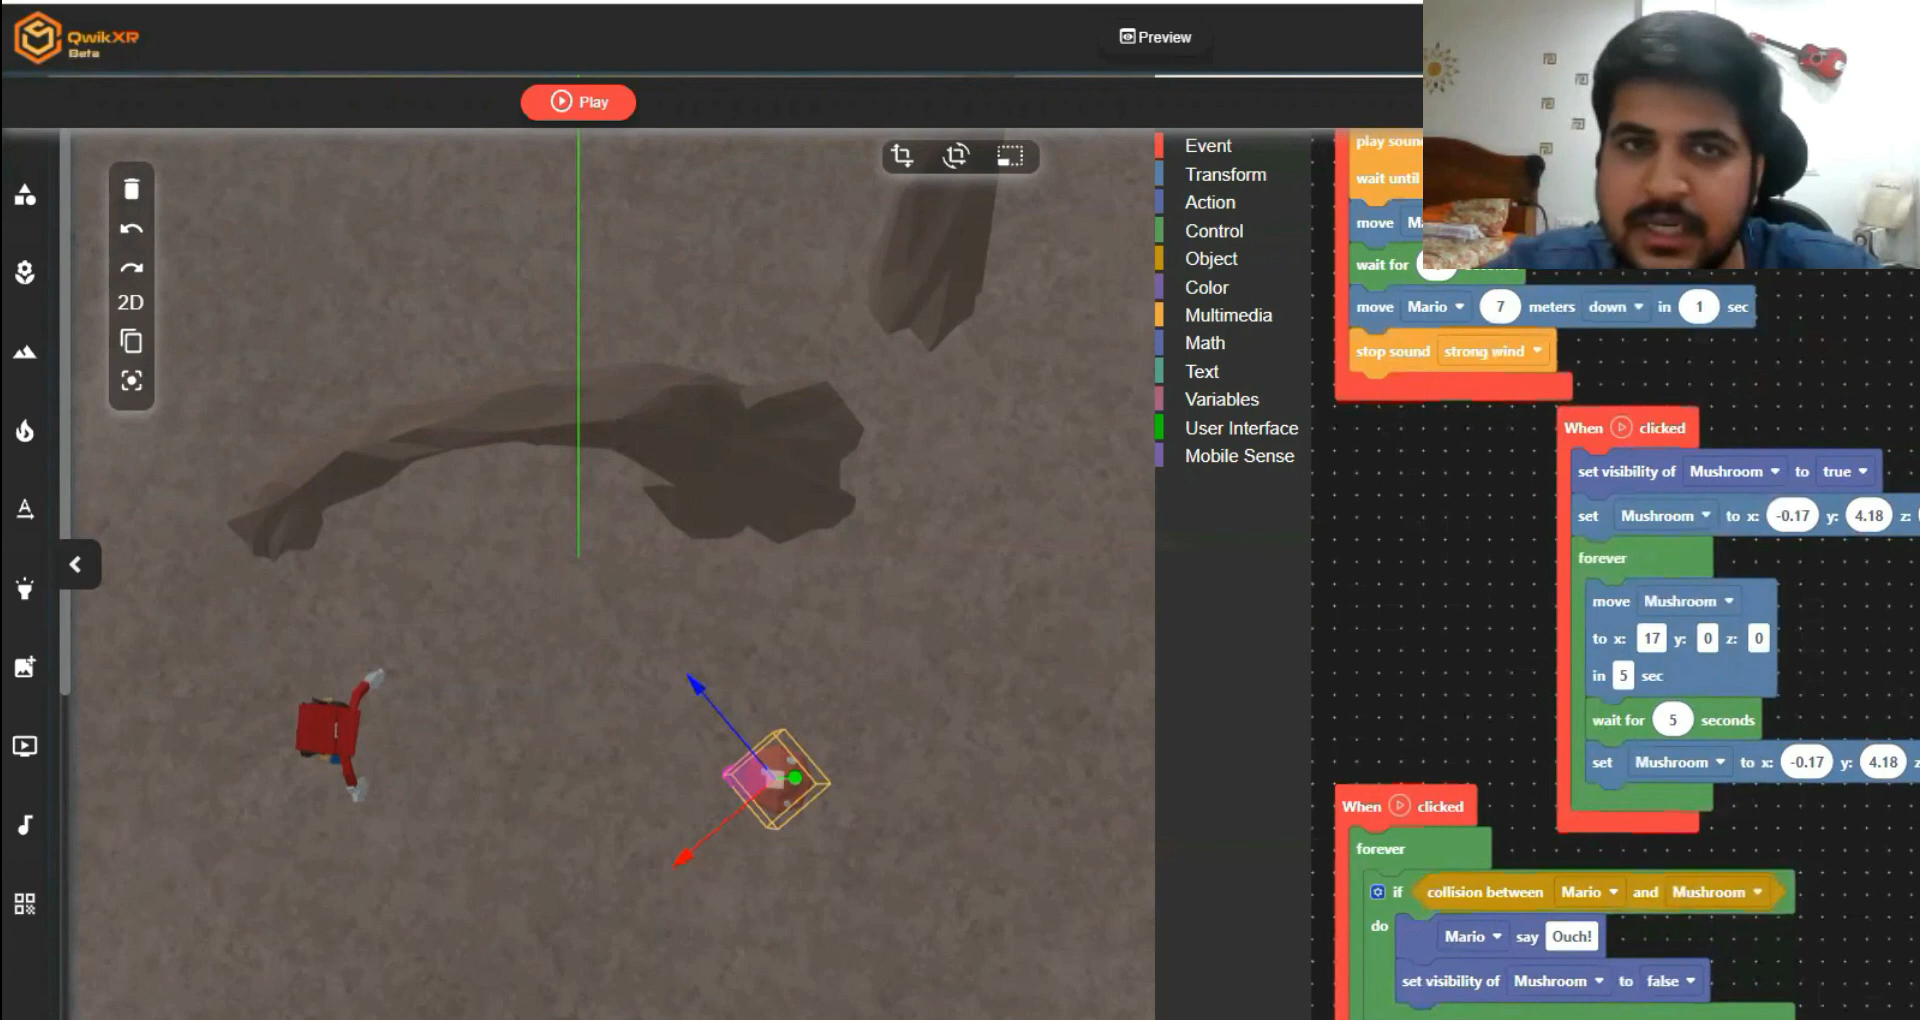 QwikXR
Beta
Preview
Play
2D
Event
Transform
Action
Control
Object
Color
Multimedia
Math
Text
Variables
User Interface
Mobile Sense
play
wait until
move
wait for
move Mario 7 meters down in 1 sec
stop sound strong wind
When clicked
set visibility of Mushroom to true
set Mushroom to x: -0.17 y: 4.18 z:
forever
move Mushroom
to x: 17 y: 0 z: 0
in 5 sec
wait for 5 seconds
set Mushroom to x: -0.17 y: 4.18 z
When clicked
forever
if collision between Mario and Mushroom
do
Mario say Ouch!
set visibility of Mushroom to false